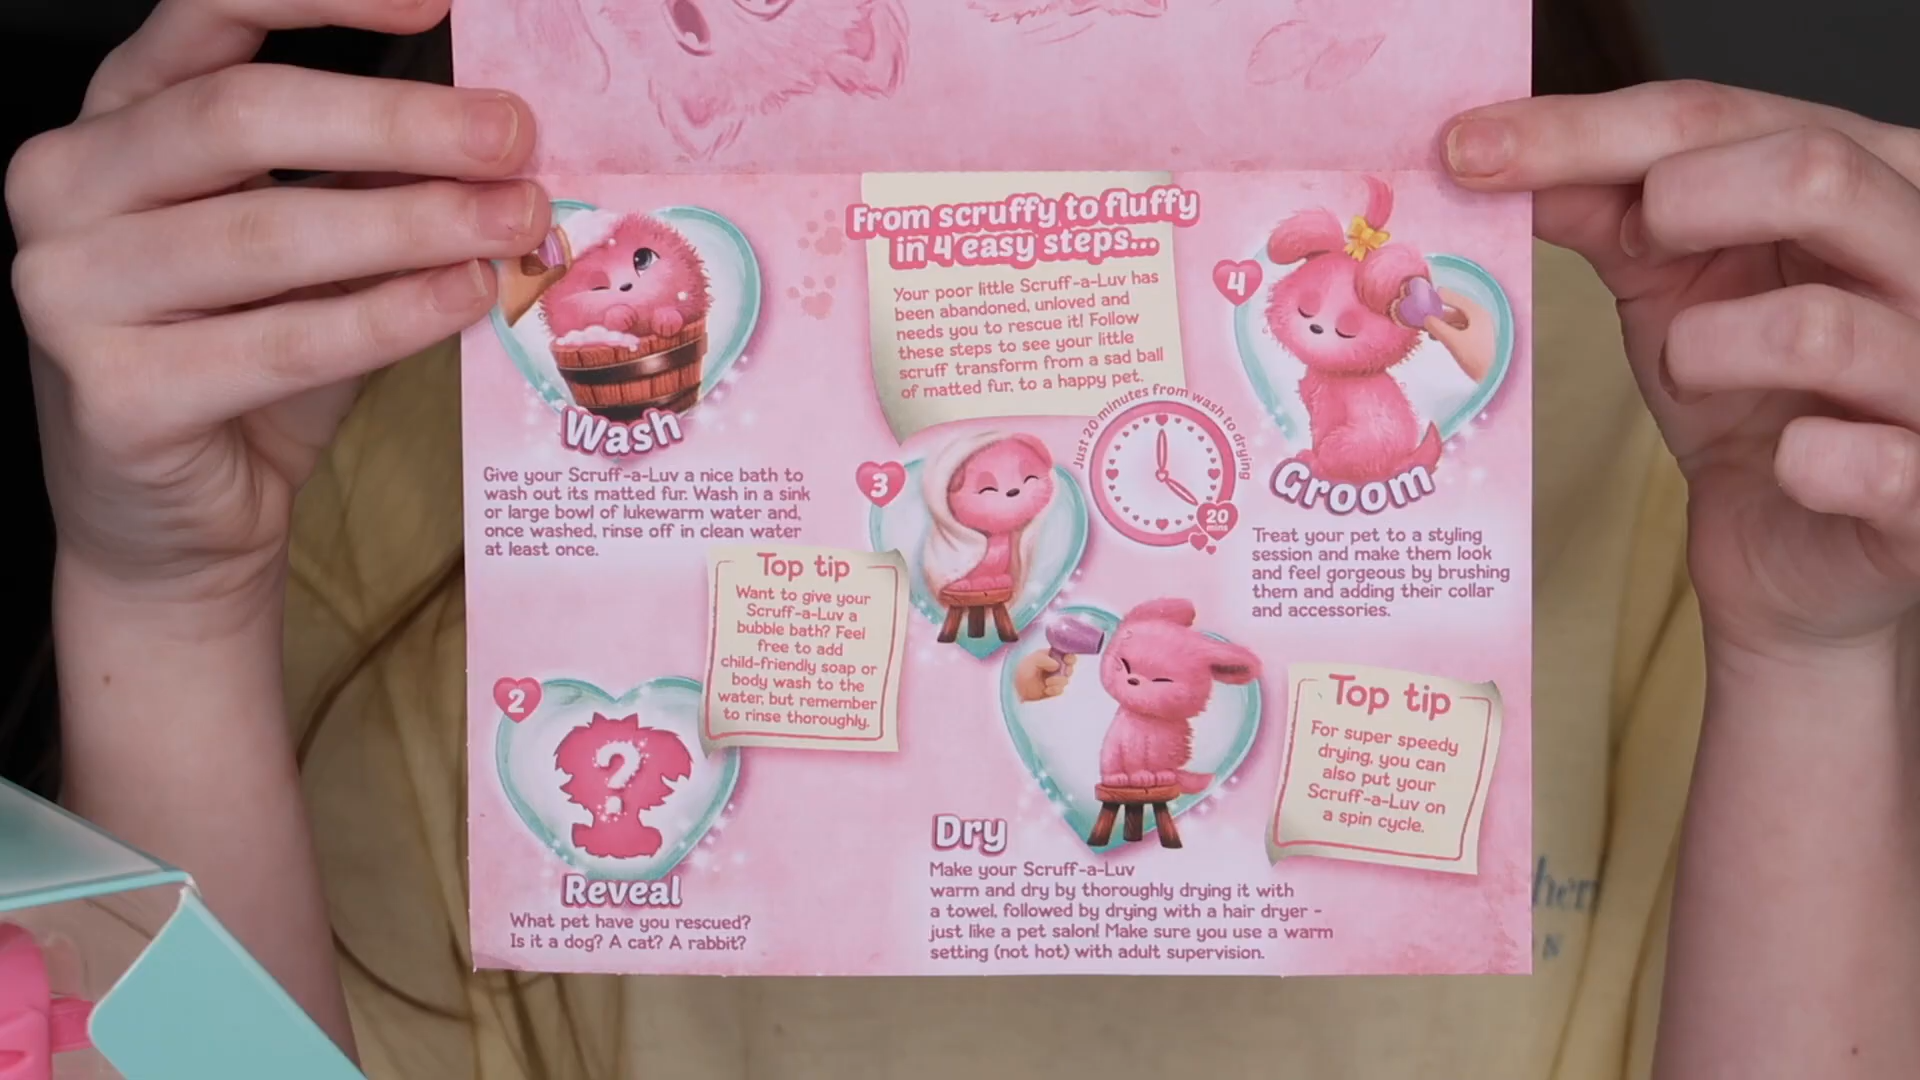 From scruffy to fluffy
in 4 easy steps...
Your poor little Scruff-a-Luv has
been abandoned, unloved and
needs you to rescue it! Follow
these steps to see your little
scruff transform from a sad ball
of matted fur, to a happy pet.
Wash
Give your Scruff-a-Luv a nice bath to
wash out its matted fur. Wash in a sink
or large bowl of lukewarm water and,
once washed, rinse off in clean water
at least once.
Top tip
Want to give your
Scruff-a-Luv a
bubble bath? Feel
free to add
child-friendly soap or
body wash to the
water, but remember
to rinse thoroughly.
2
?
Reveal
What pet have you rescued?
Is it a dog? A cat? A rabbit?
3
Just 20 minutes from wash to drying
20
mins
Dry
Make your Scruff-a-Luv
warm and dry by thoroughly drying it with
a towel, followed by drying with a hair dryer -
just like a pet salon! Make sure you use a warm
setting (not hot) with adult supervision.
4
Groom
Treat your pet to a styling
session and make them look
and feel gorgeous by brushing
them and adding their collar
and accessories.
Top tip
For super speedy
drying, you can
also put your
Scruff-a-Luv on
a spin cycle.